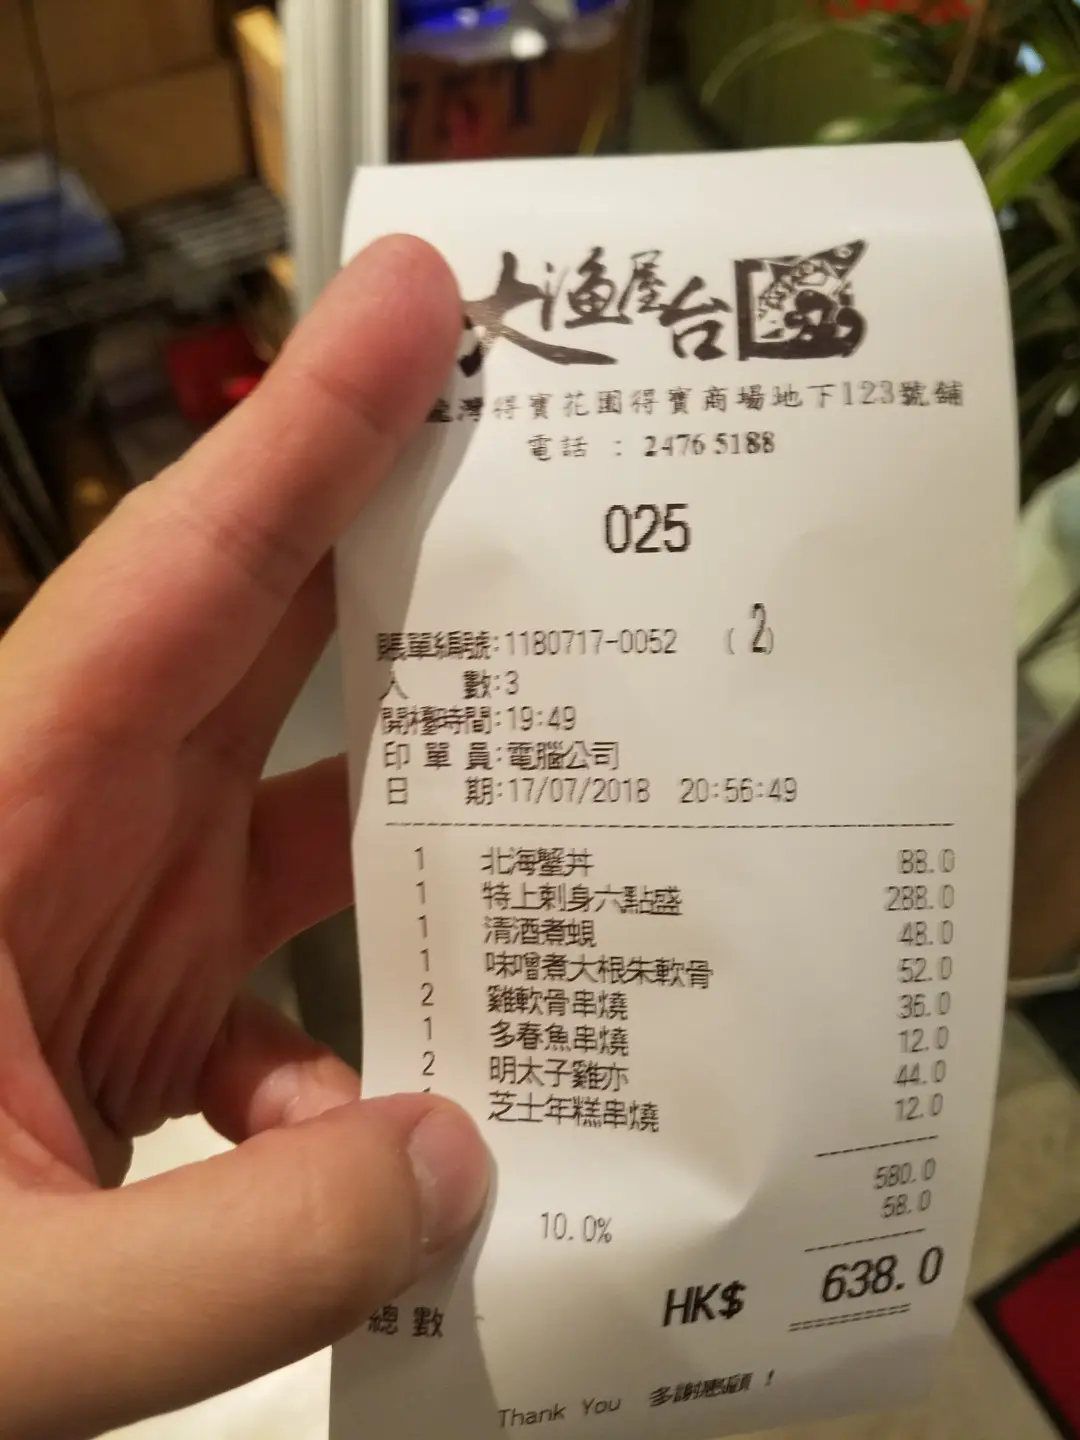 大漁屋台
龍灣得寶花園得寶商場地下123號舖
電話 : 2476 5188
025
賬單編號:1180717-0052 (2)
人 數:3
開檯時間:19:49
印 單 員:電腦公司
日 期:17/07/2018 20:56:49
1 北海蟹丼 88.0
1 特上刺身六點盛 288.0
1 清酒煮蜆 48.0
1 味噌煮大根朱軟骨 52.0
2 雞軟骨串燒 36.0
1 多春魚串燒 12.0
2 明太子雞亦 44.0
芝士年糕串燒 12.0
580.0
10.0% 58.0
總 數 HK$ 638.0
Thank You 多謝惠顧 !